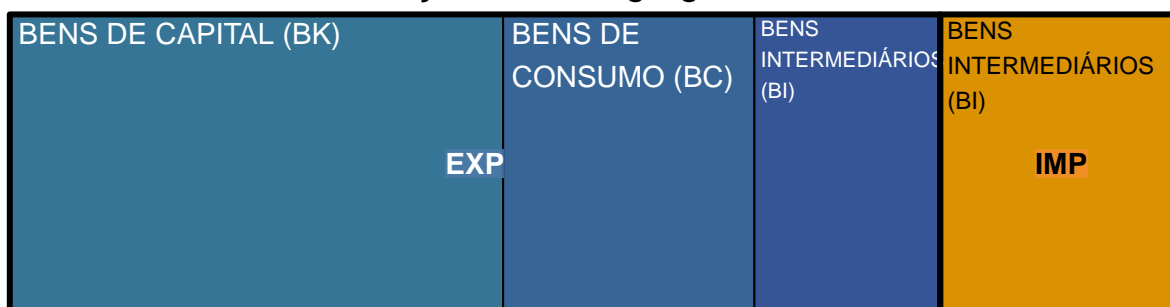 BENS DE CAPITAL (BK)
BENS DE
CONSUMO (BC)
BENS
INTERMEDIÁRIOS
(BI)
BENS
INTERMEDIÁRIOS
(BI)
EXP
IMP